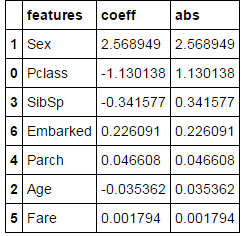 features coeff abs
1 Sex 2.568949 2.568949
0 Pclass -1.130138 1.130138
3 SibSp -0.341577 0.341577
6 Embarked 0.226091 0.226091
4 Parch 0.046608 0.046608
2 Age -0.035362 0.035362
5 Fare 0.001794 0.001794